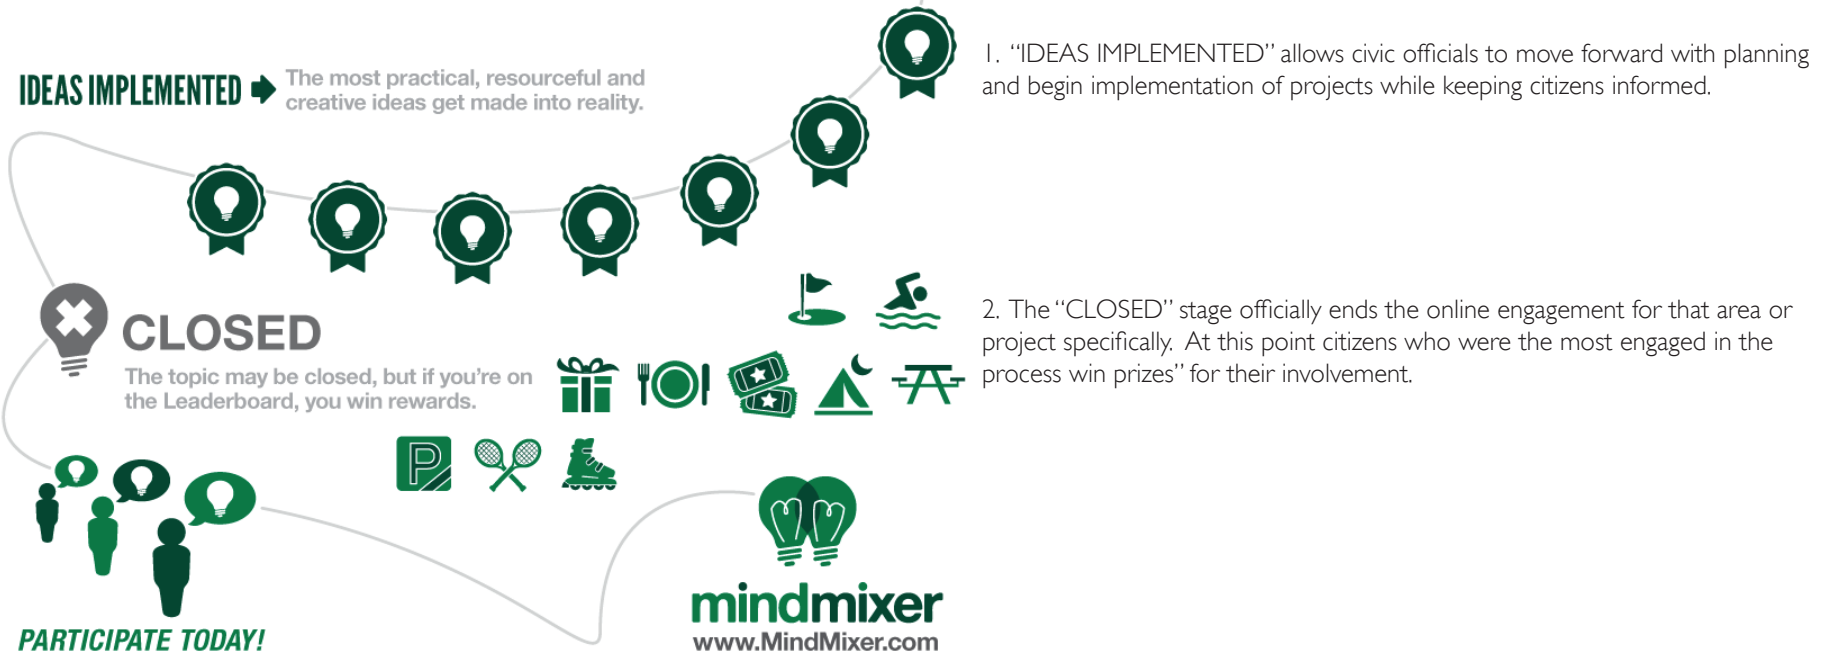 IDEAS IMPLEMENTED
The most practical, resourceful and
creative ideas get made into reality.
1. “IDEAS IMPLEMENTED” allows civic officials to move forward with planning
and begin implementation of projects while keeping citizens informed.
CLOSED
The topic may be closed, but if you’re on
the Leaderboard, you win rewards.
2. The “CLOSED” stage officially ends the online engagement for that area or
project specifically. At this point citizens who were the most engaged in the
process win prizes” for their involvement.
P
PARTICIPATE TODAY!
mindmixer
www.MindMixer.com